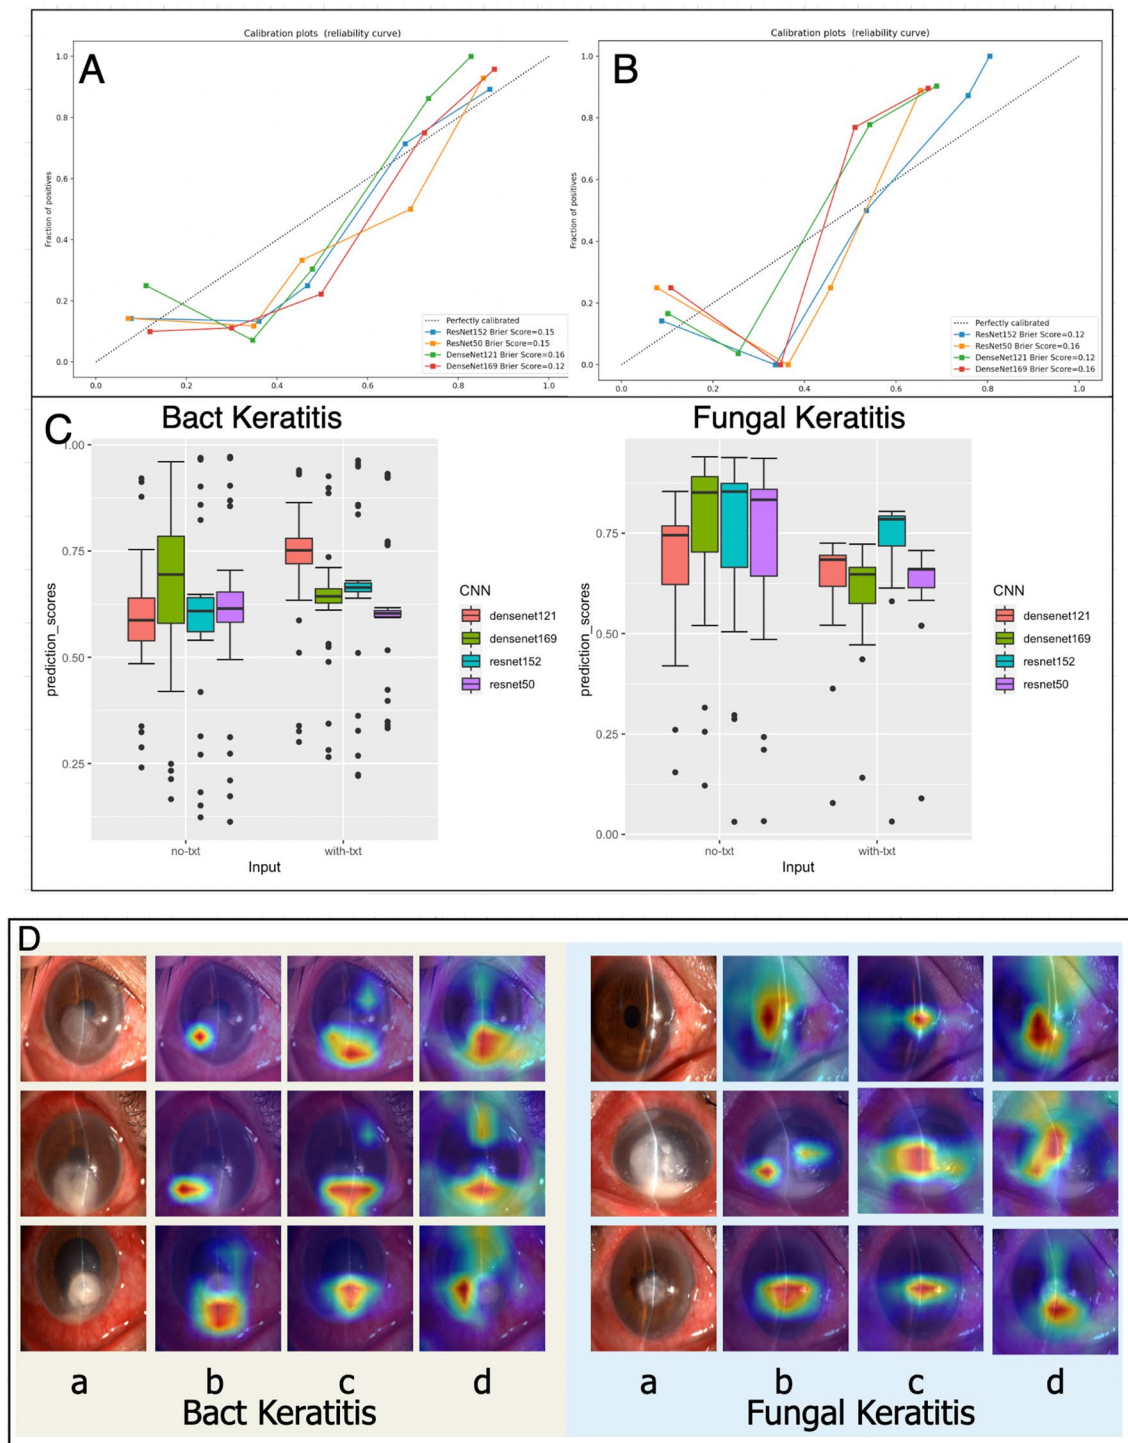 Calibration plots (reliability curve)
A
1.0
0.8
0.6
0.4
0.2
0.0
Fraction of positives
Perfectly calibrated
ResNet152 Brier Score=0.15
ResNet50 Brier Score=0.15
DenseNet121 Brier Score=0.16
DenseNet169 Brier Score=0.12
0.0 0.2 0.4 0.6 0.8 1.0
Calibration plots (reliability curve)
B
1.0
0.8
0.6
0.4
0.2
0.0
Fraction of positives
Perfectly calibrated
ResNet152 Brier Score=0.12
ResNet50 Brier Score=0.16
DenseNet121 Brier Score=0.12
DenseNet169 Brier Score=0.16
0.0 0.2 0.4 0.6 0.8 1.0
C
Bact Keratitis
1.00
0.75
0.50
0.25
prediction_scores
no-txt with-txt
Input
CNN
densenet121
densenet169
resnet152
resnet50
Fungal Keratitis
0.75
0.50
0.25
0.00
prediction_scores
no-txt with-txt
Input
CNN
densenet121
densenet169
resnet152
resnet50
D
a b c d
Bact Keratitis
a b c d
Fungal Keratitis